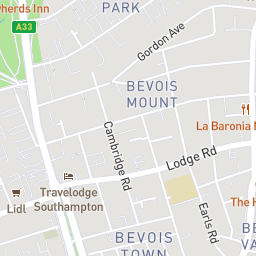 herds Inn
PARK
A33
Gordon Ave
BEVOIS
MOUNT
La Baronia
Cambridge Rd
Lodge Rd
Travelodge
Southampton
Lidl
The H
Earls Rd
BEVOIS
TOWN
BE
VA